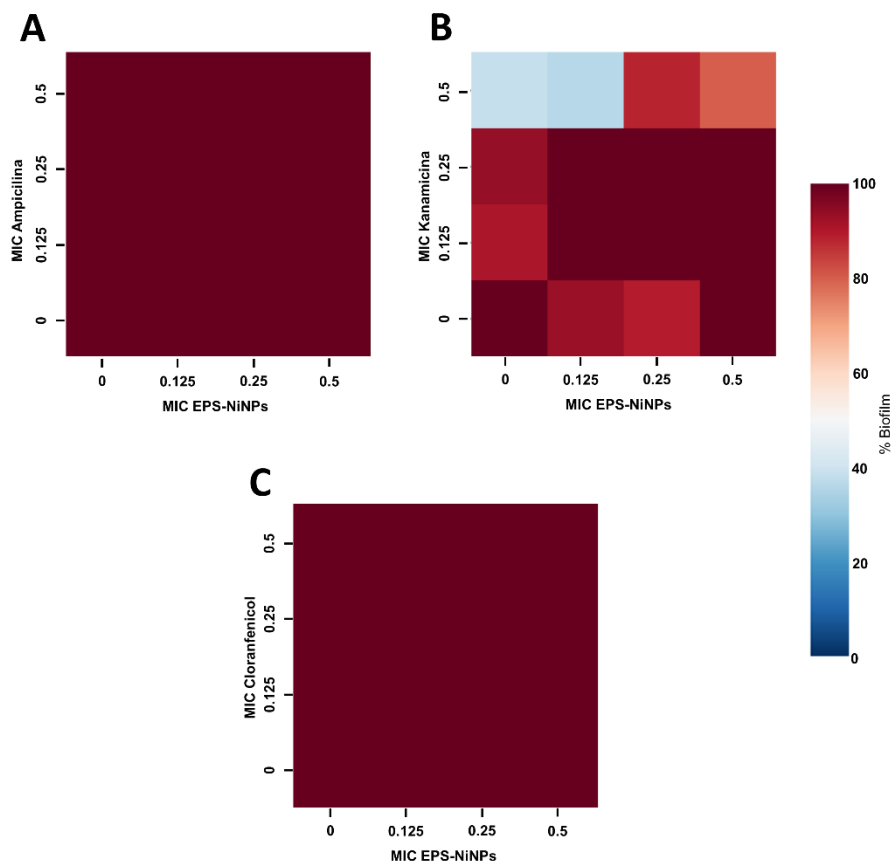 A
MIC Ampicilina
0.5
0.25
0.125
0
0 0.125 0.25 0.5
MIC EPS-NiNPs
B
MIC Kanamicina
0.5
0.25
0.125
0
0 0.125 0.25 0.5
MIC EPS-NiNPs
100
80
60
40
20
0
% Biofilm
C
MIC Cloranfenicol
0.5
0.25
0.125
0
0 0.125 0.25 0.5
MIC EPS-NiNPs